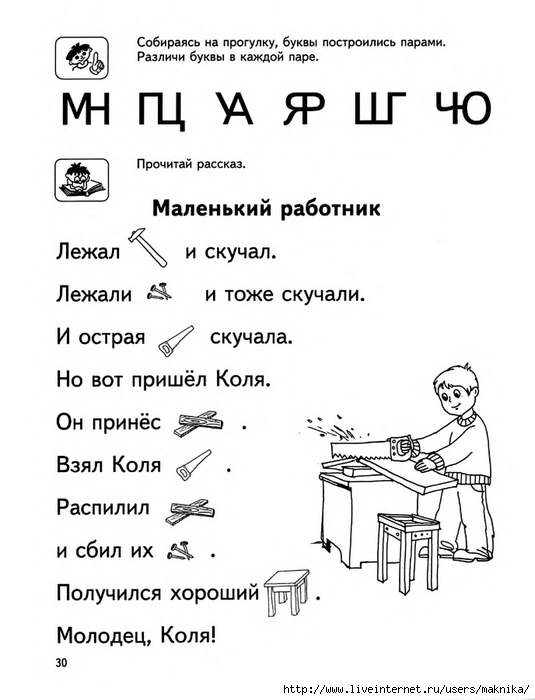 Собираясь на прогулку, буквы построились парами.
Различи буквы в каждой паре.
МН ПЦ УА ЯР ШГ ЧЮ
Прочитай рассказ.
Маленький работник
Лежал и скучал.
Лежали и тоже скучали.
И острая скучала.
Но вот пришёл Коля.
Он принёс .
Взял Коля .
Распилил
и сбил их .
Получился хороший .
Молодец, Коля!
30
http://www.liveinternet.ru/users/maknika/